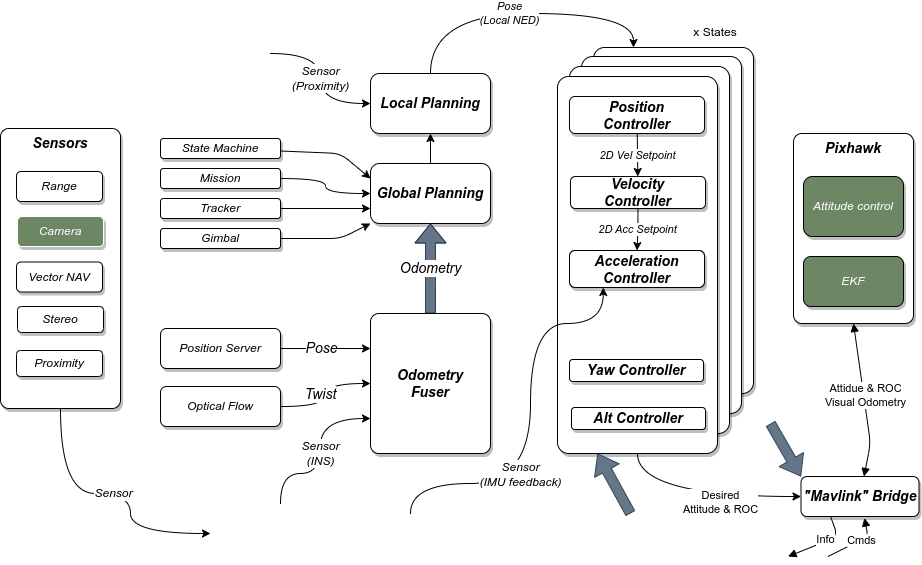 Pose
(Local NED)
x States
Sensor
(Proximity)
Local Planning
Position
Controller
Sensors
Pixhawk
State Machine
2D Vel Setpoint
Range
Mission
Global Planning
Velocity
Controller
Attitude control
Tracker
Camera
Gimbal
2D Acc Setpoint
Odometry
Acceleration
Controller
Vector NAV
EKF
Stereo
Position Server
Pose
Proximity
Odometry
Fuser
Yaw Controller
Twist
Optical Flow
Attidue & ROC
Visual Odometry
Alt Controller
Sensor
(INS)
Sensor
(IMU feedback)
Sensor
Desired
Attitude & ROC
"Mavlink" Bridge
Info
Cmds